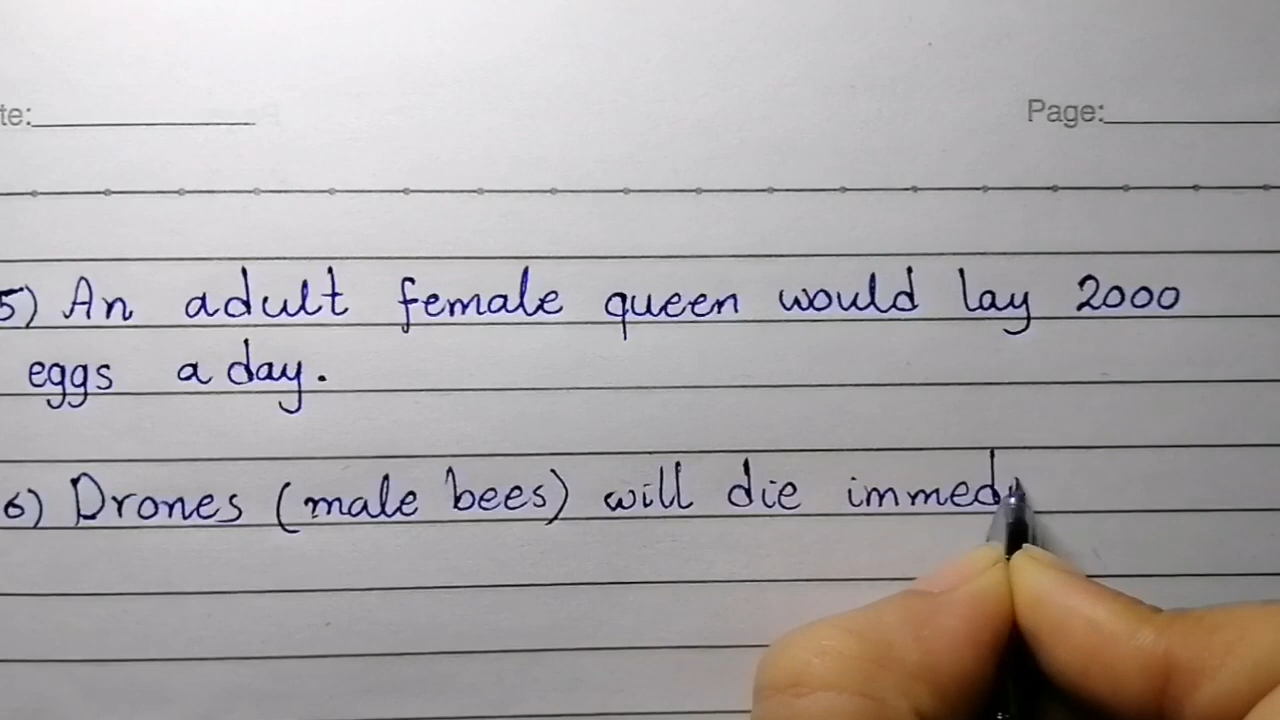 te:
Page:
5) An adult female queen would lay 2000
eggs a day.
6) Drones (male bees) will die immed